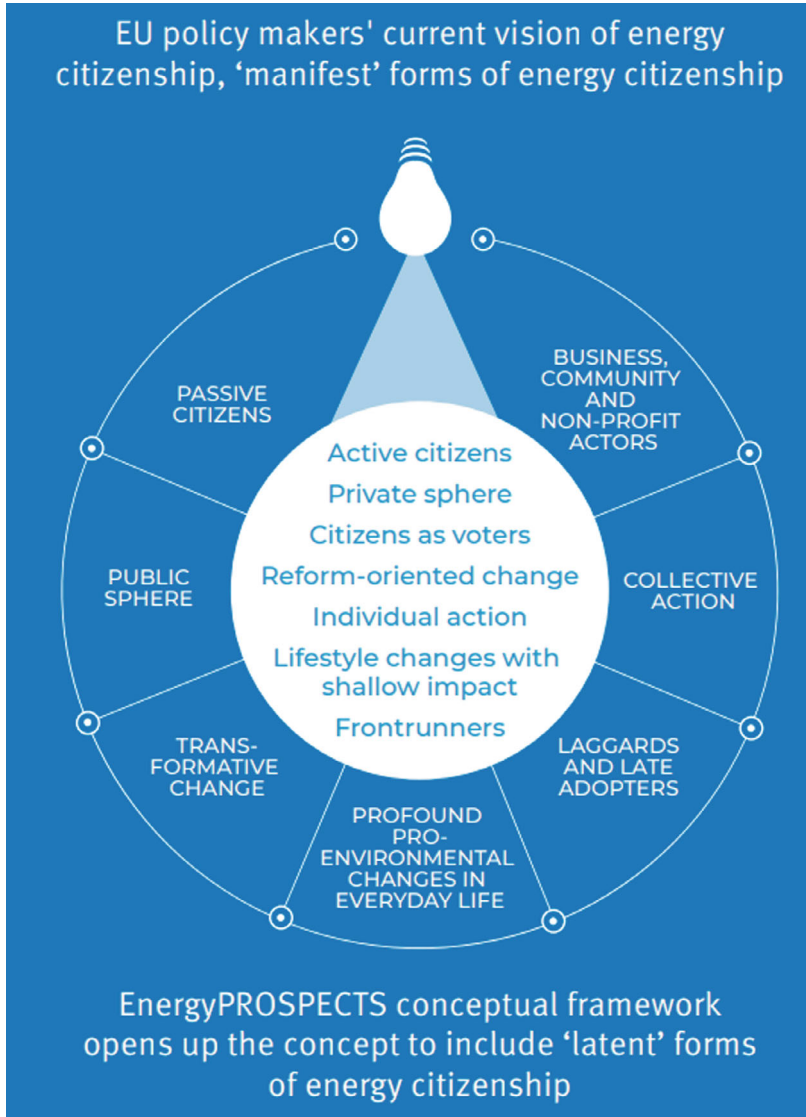 EU policy makers' current vision of energy
citizenship, ‘manifest’ forms of energy citizenship
PASSIVE
CITIZENS
BUSINESS,
COMMUNITY
AND
NON-PROFIT
ACTORS
Active citizens
Private sphere
Citizens as voters
Reform-oriented change
Individual action
Lifestyle changes with
shallow impact
Frontrunners
PUBLIC
SPHERE
COLLECTIVE
ACTION
TRANS-
FORMATIVE
CHANGE
LAGGARDS
AND LATE
ADOPTERS
PROFOUND
PRO-
ENVIRONMENTAL
CHANGES IN
EVERYDAY LIFE
EnergyPROSPECTS conceptual framework
opens up the concept to include ‘latent’ forms
of energy citizenship